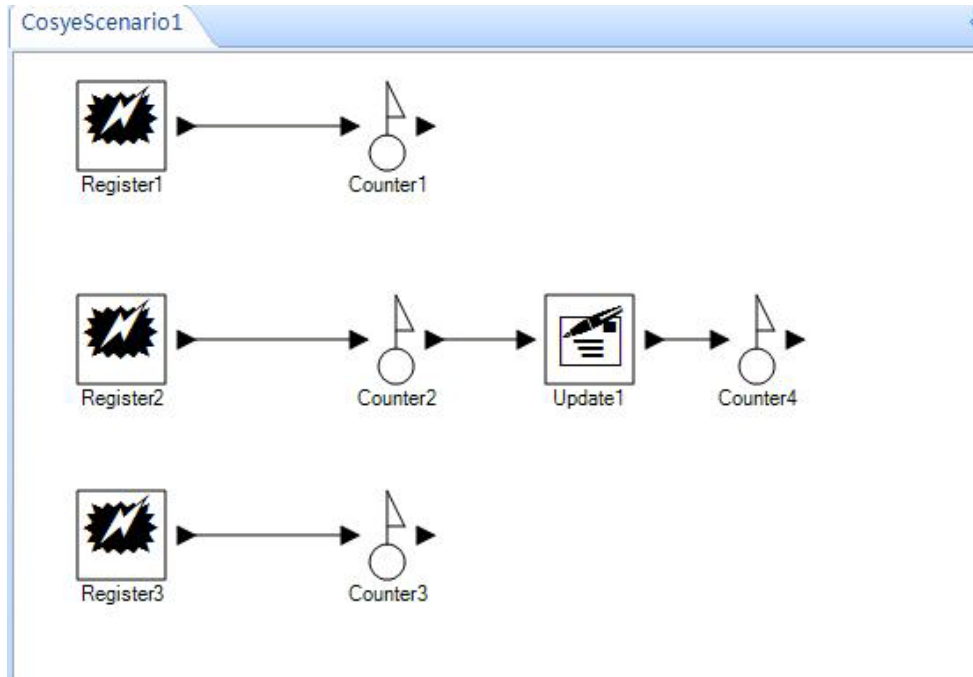 CosyeScenario1
Register1
Counter1
Register2
Counter2
Update1
Counter4
Register3
Counter3